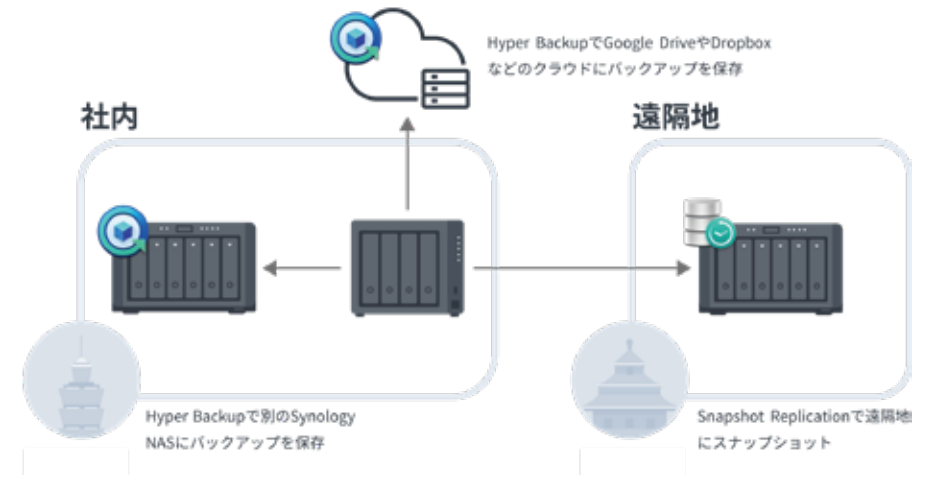 Hyper BackupでGoogle DriveやDropbox
などのクラウドにバックアップを保存
社内
遠隔地
Hyper Backupで別のSynology
NASにバックアップを保存
Snapshot Replicationで遠隔地
にスナップショット